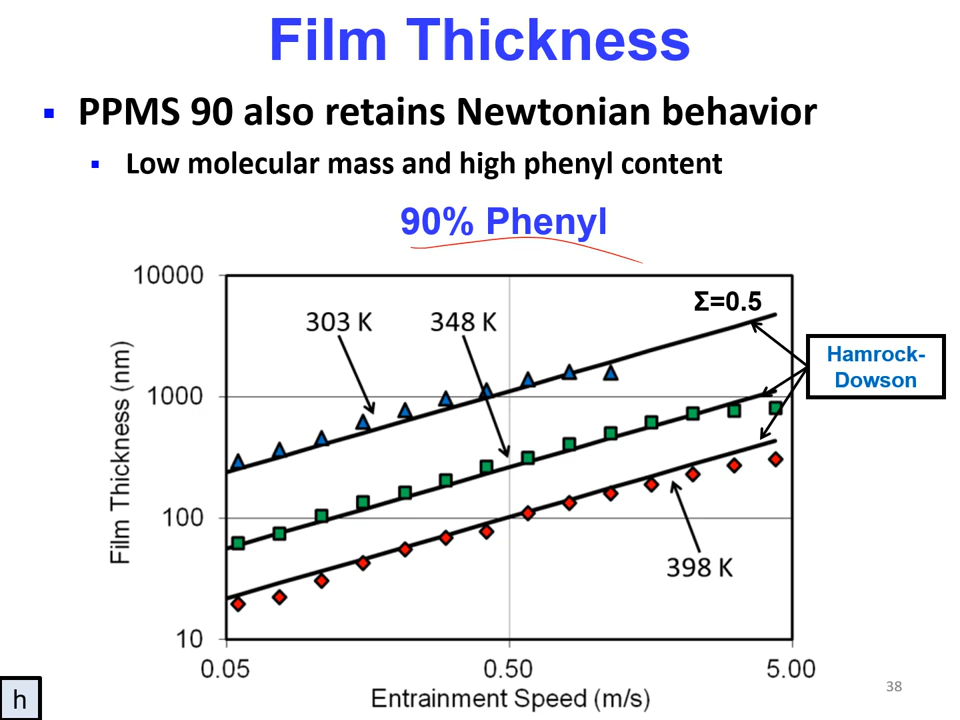 Film Thickness
▪ PPMS 90 also retains Newtonian behavior
▪ Low molecular mass and high phenyl content
90% Phenyl
10000
1000
100
10
Film Thickness (nm)
303 K
348 K
Σ=0.5
Hamrock-
Dowson
398 K
0.05
0.50
5.00
Entrainment Speed (m/s)
h
38